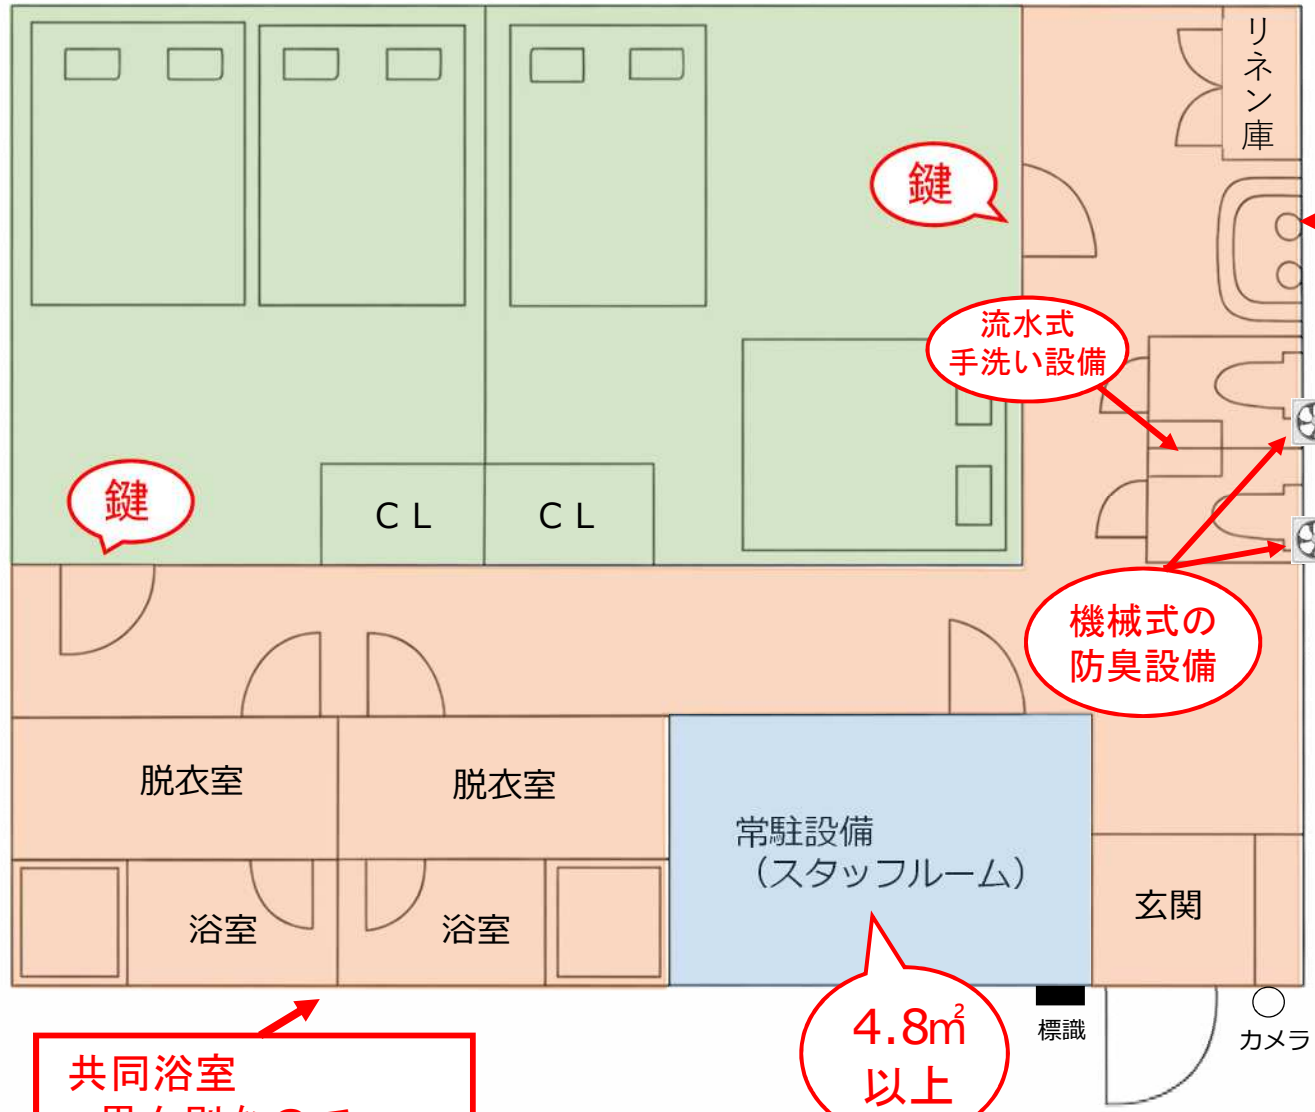 リネン庫
鍵
流水式
手洗い設備
鍵
ＣＬ
ＣＬ
機械式の
防臭設備
脱衣室
脱衣室
常駐設備
（スタッフルーム）
浴室
浴室
玄関
4.8㎡
以上
標識
カメラ
共同浴室